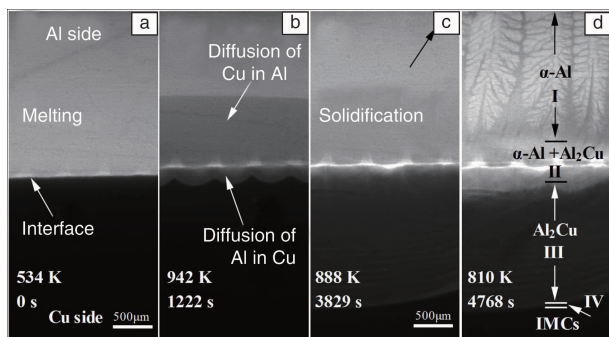 a
Al side
Melting
Interface
534 K
0 s
Cu side
500μm
b
Diffusion of
Cu in Al
Diffusion of
Al in Cu
942 K
1222 s
c
Solidification
888 K
3829 s
500μm
d
α-Al
I
α-Al +Al₂Cu
II
Al₂Cu
III
810 K
4768 s
IV
IMCs